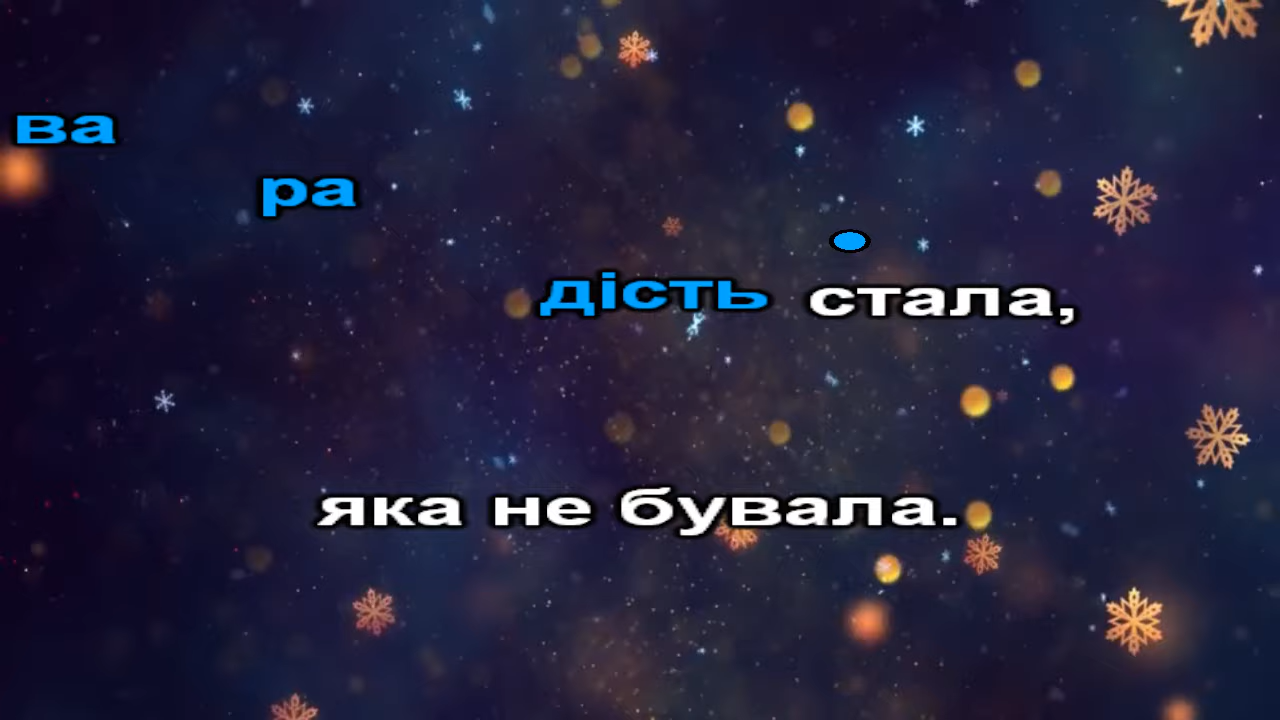 ва
ра
дість стала,
яка не бувала.